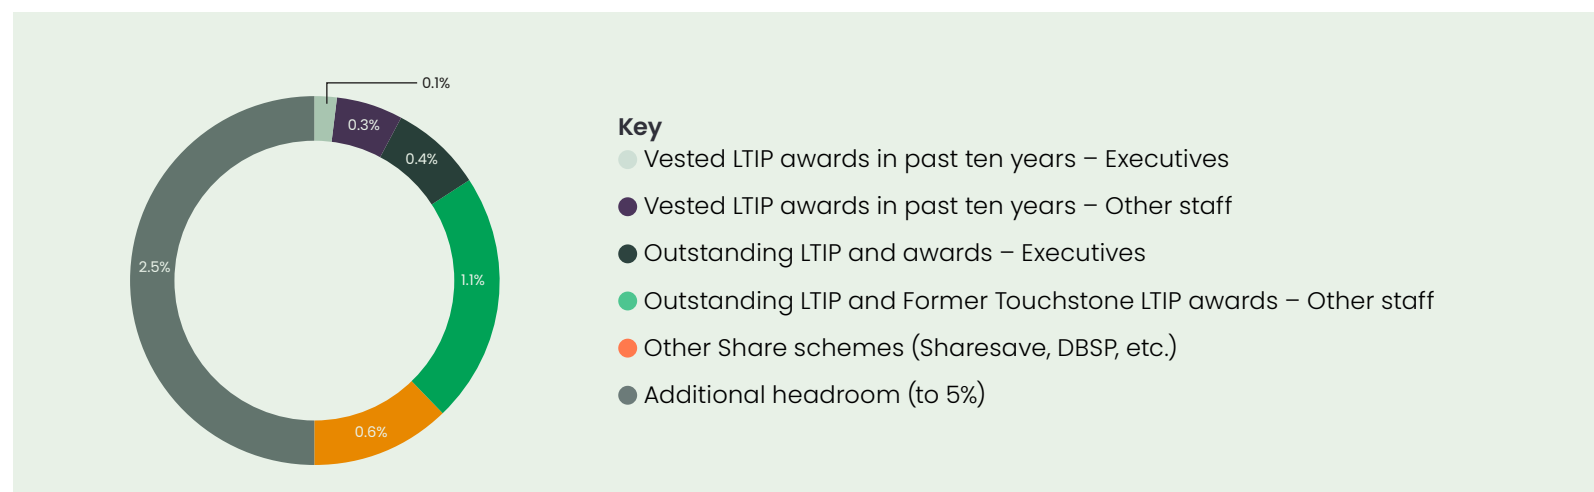 0.1%
0.3%
0.4%
1.1%
0.6%
2.5%
Key
Vested LTIP awards in past ten years – Executives
Vested LTIP awards in past ten years – Other staff
Outstanding LTIP and awards – Executives
Outstanding LTIP and Former Touchstone LTIP awards – Other staff
Other Share schemes (Sharesave, DBSP, etc.)
Additional headroom (to 5%)